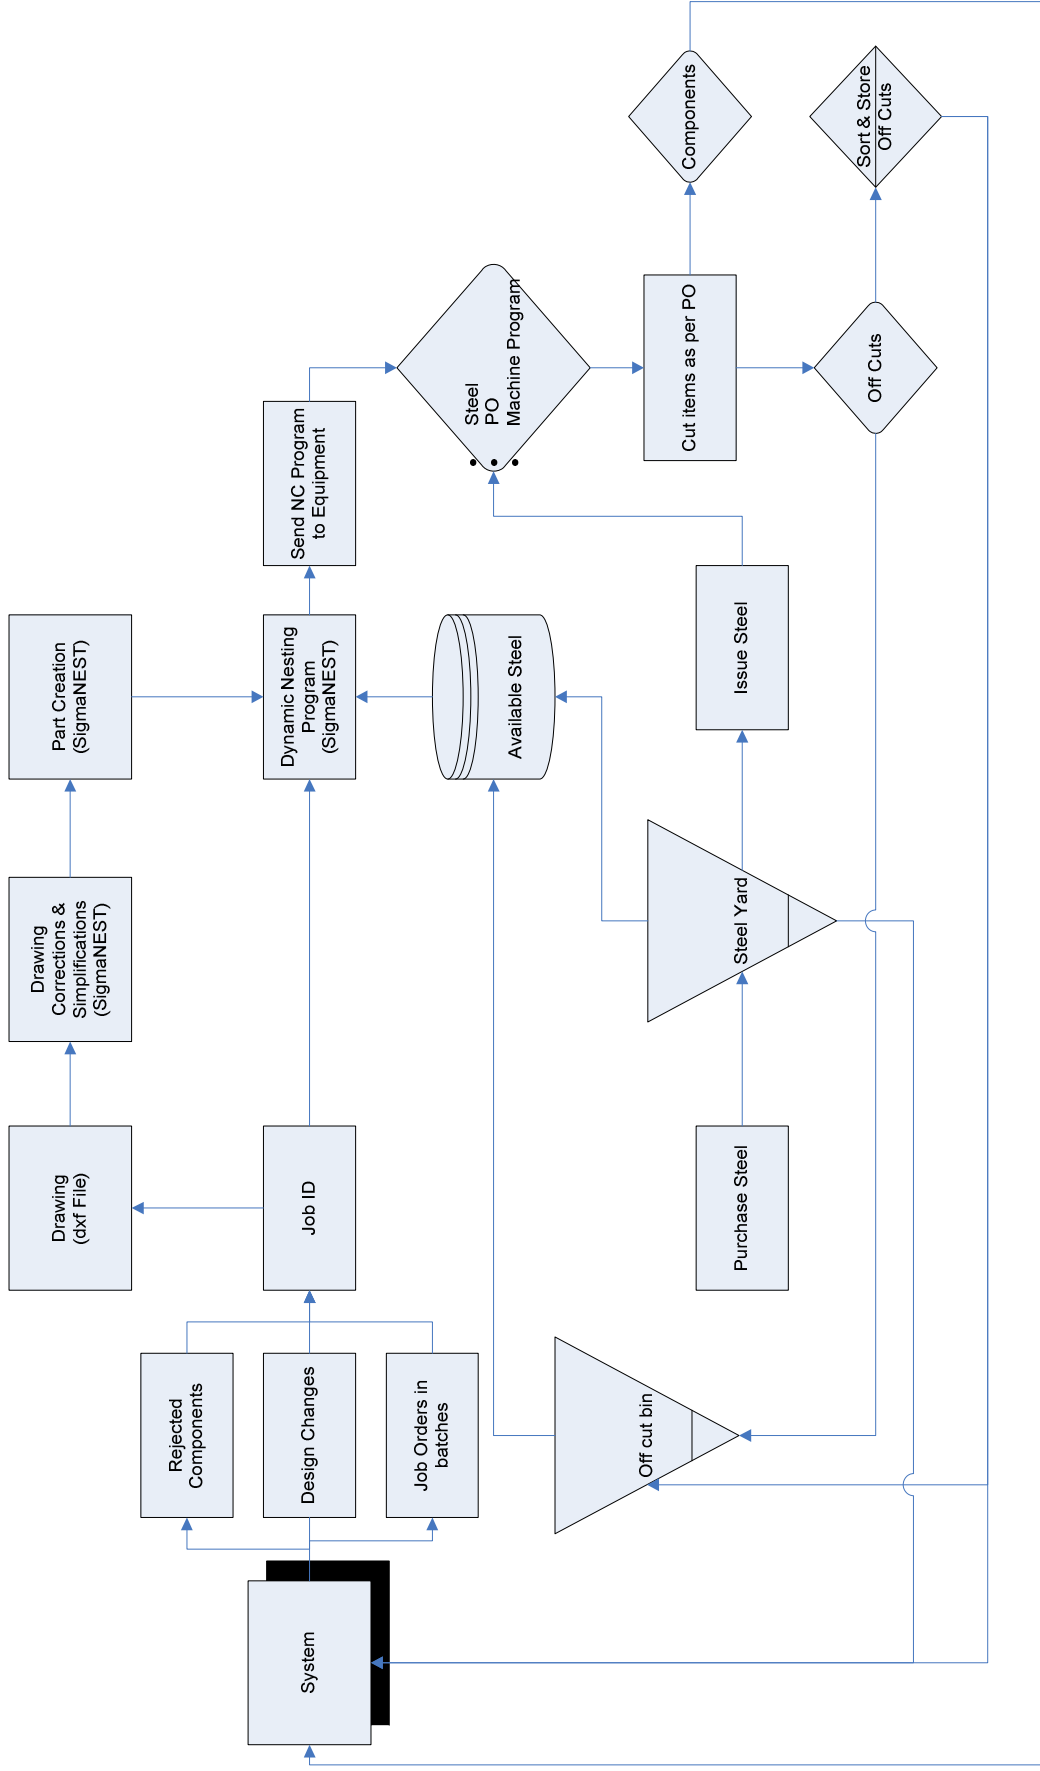 System
Rejected
Components
Design Changes
Job Orders in
batches
Drawing
(dxf File)
Job ID
Drawing
Corrections &
Simplifications
(SigmaNEST)
Part Creation
(SigmaNEST)
Dynamic Nesting
Program
(SigmaNEST)
Send NC Program
to Equipment
Available Steel
• Steel
• PO
• Machine Program
Off cut bin
Purchase Steel
Steel Yard
Issue Steel
Cut items as per PO
Components
Off Cuts
Sort & Store
Off Cuts